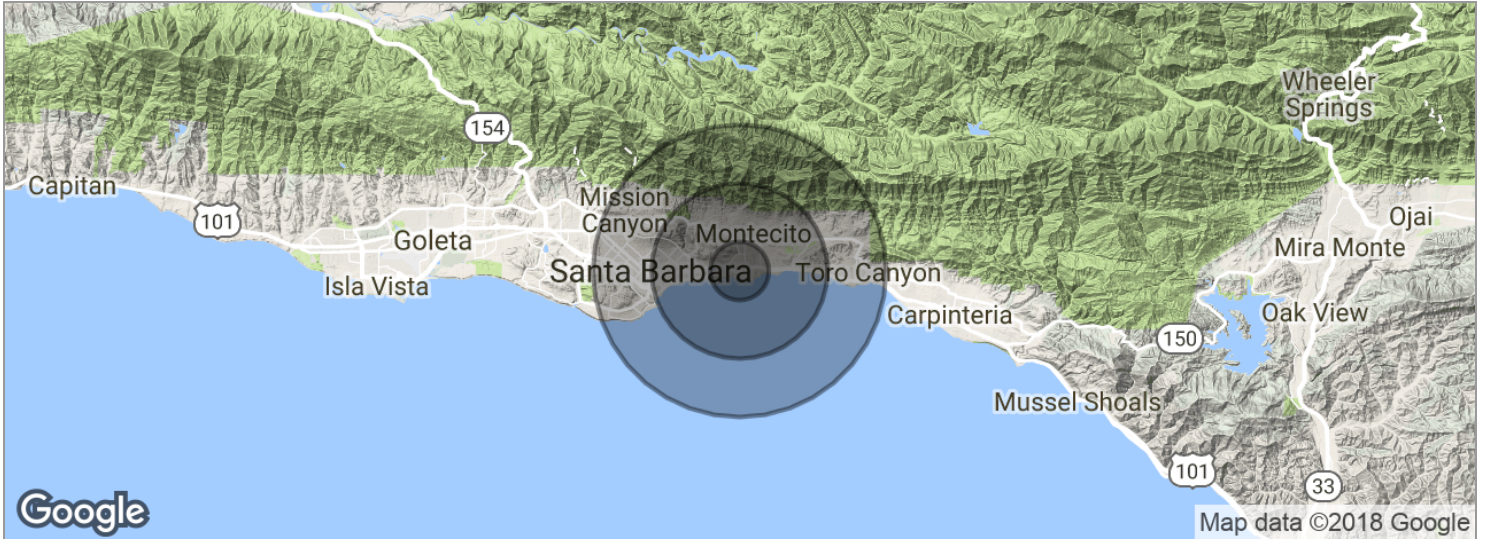 Wheeler
Springs
154
Capitan
Mission
Canyon
101
Goleta
Montecito
Ojai
Mira Monte
Santa Barbara
Toro Canyon
Isla Vista
Carpinteria
Oak View
150
Mussel Shoals
101
33
Google
Map data ©2018 Google